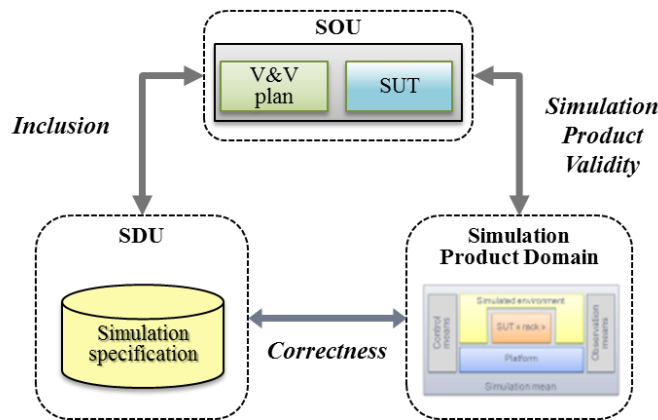 SOU
V&V
plan
SUT
Inclusion
Simulation
Product
Validity
SDU
Simulation
specification
Correctness
Simulation
Product Domain
Control
means
Simulated environment
SUT « rack »
Platform
Observation
means
Simulation mean